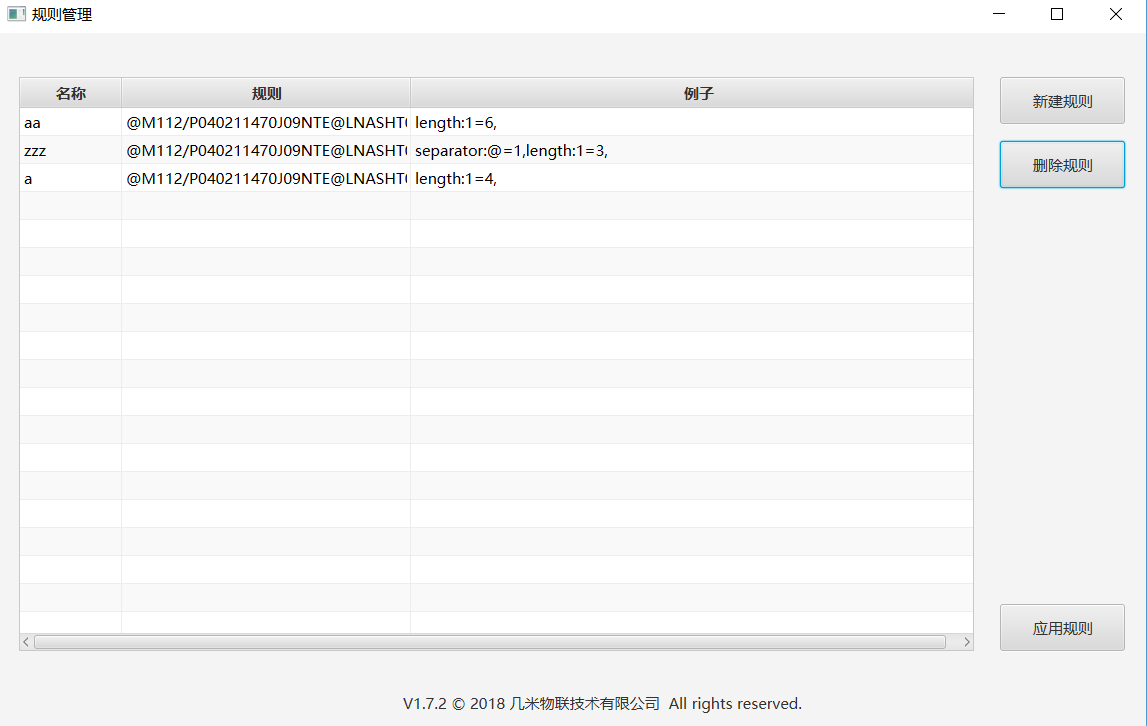 规则管理
名称 规则 例子
新建规则
aa @M112/P040211470J09NTE@LNASHT length:1=6,
zzz @M112/P040211470J09NTE@LNASHT separator:@=1,length:1=3,
删除规则
a @M112/P040211470J09NTE@LNASHT length:1=4,
应用规则
V1.7.2 © 2018 几米物联技术有限公司 All rights reserved.